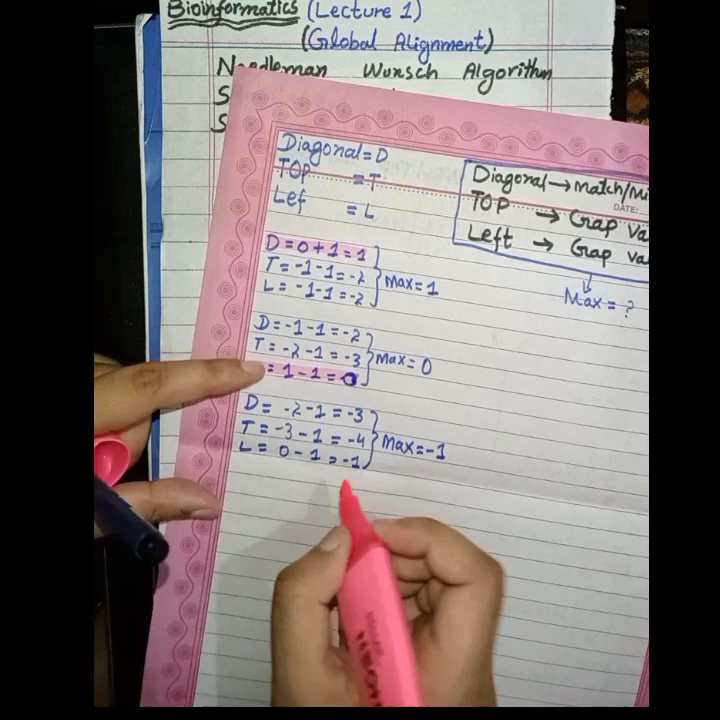 Bioinformatics (Lecture 1)
(Global Alignment)
Needleman Wunsch Algorithm
S
S
Diagonal = D
TOP = T
Lef = L
Diagonal → Match/Mi
TOP → Gap Va
Left → Gap va
DATE:
Max = ?
D = 0 + 1 = 1
T = -1 - 1 = -2
L = -1 - 1 = -2
Max = 1
D = -1 - 1 = -2
T = -2 - 1 = -3
= 1 - 1 = 0
Max = 0
D = -2 - 1 = -3
T = -3 - 1 = -4
L = 0 - 1 = -1
Max = -1